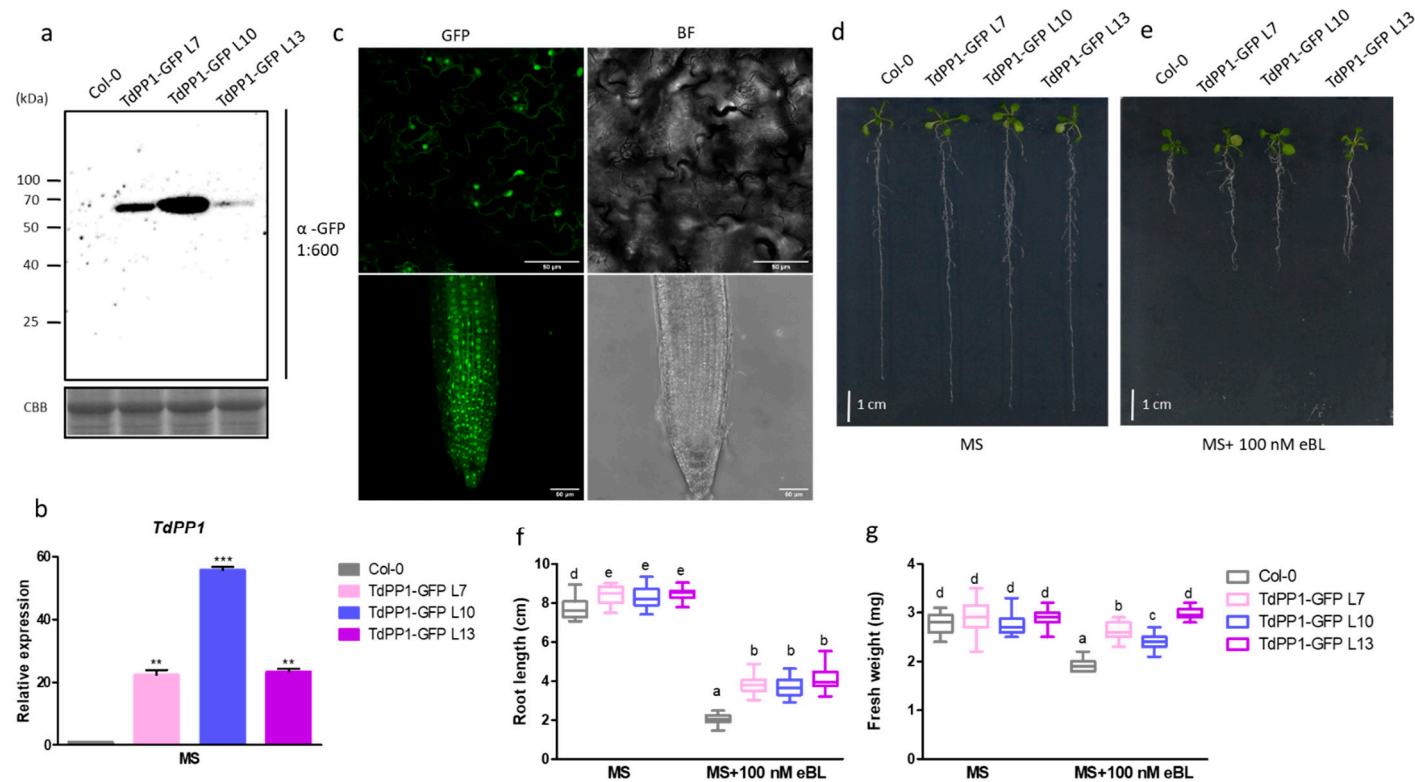 a
Col-0
TdPP1-GFP L7
TdPP1-GFP L10
TdPP1-GFP L13
(kDa)
100
70
50
40
25
α -GFP
1:600
CBB
b
TdPP1
Relative expression
60
40
20
0
**
***
**
MS
Col-0
TdPP1-GFP L7
TdPP1-GFP L10
TdPP1-GFP L13
c
GFP
BF
50 µm
50 µm
50 µm
50 µm
d
Col-0
TdPP1-GFP L7
TdPP1-GFP L10
TdPP1-GFP L13
1 cm
MS
e
Col-0
TdPP1-GFP L7
TdPP1-GFP L10
TdPP1-GFP L13
1 cm
MS+ 100 nM eBL
f
Root length (cm)
10
8
6
4
2
0
d
e
e
e
a
b
b
b
MS
MS+100 nM eBL
g
Fresh weight (mg)
4
3
2
1
0
d
d
d
d
a
b
c
d
MS
MS+100 nM eBL
Col-0
TdPP1-GFP L7
TdPP1-GFP L10
TdPP1-GFP L13